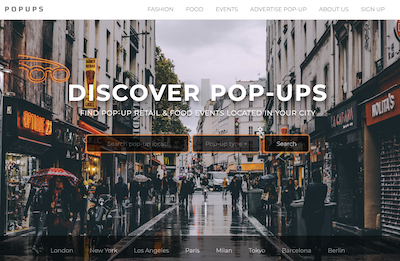 POPUPS
FASHION FOOD EVENTS ADVERTISE POP-UP ABOUT US SIGN UP
DISCOVER POP-UPS
FIND POP-UP RETAIL & FOOD EVENTS LOCATED IN YOUR CITY
Search pop-up local
Pop-up type
Search
NOLITA'S
London New York Los Angeles Paris Milan Tokyo Barcelona Berlin